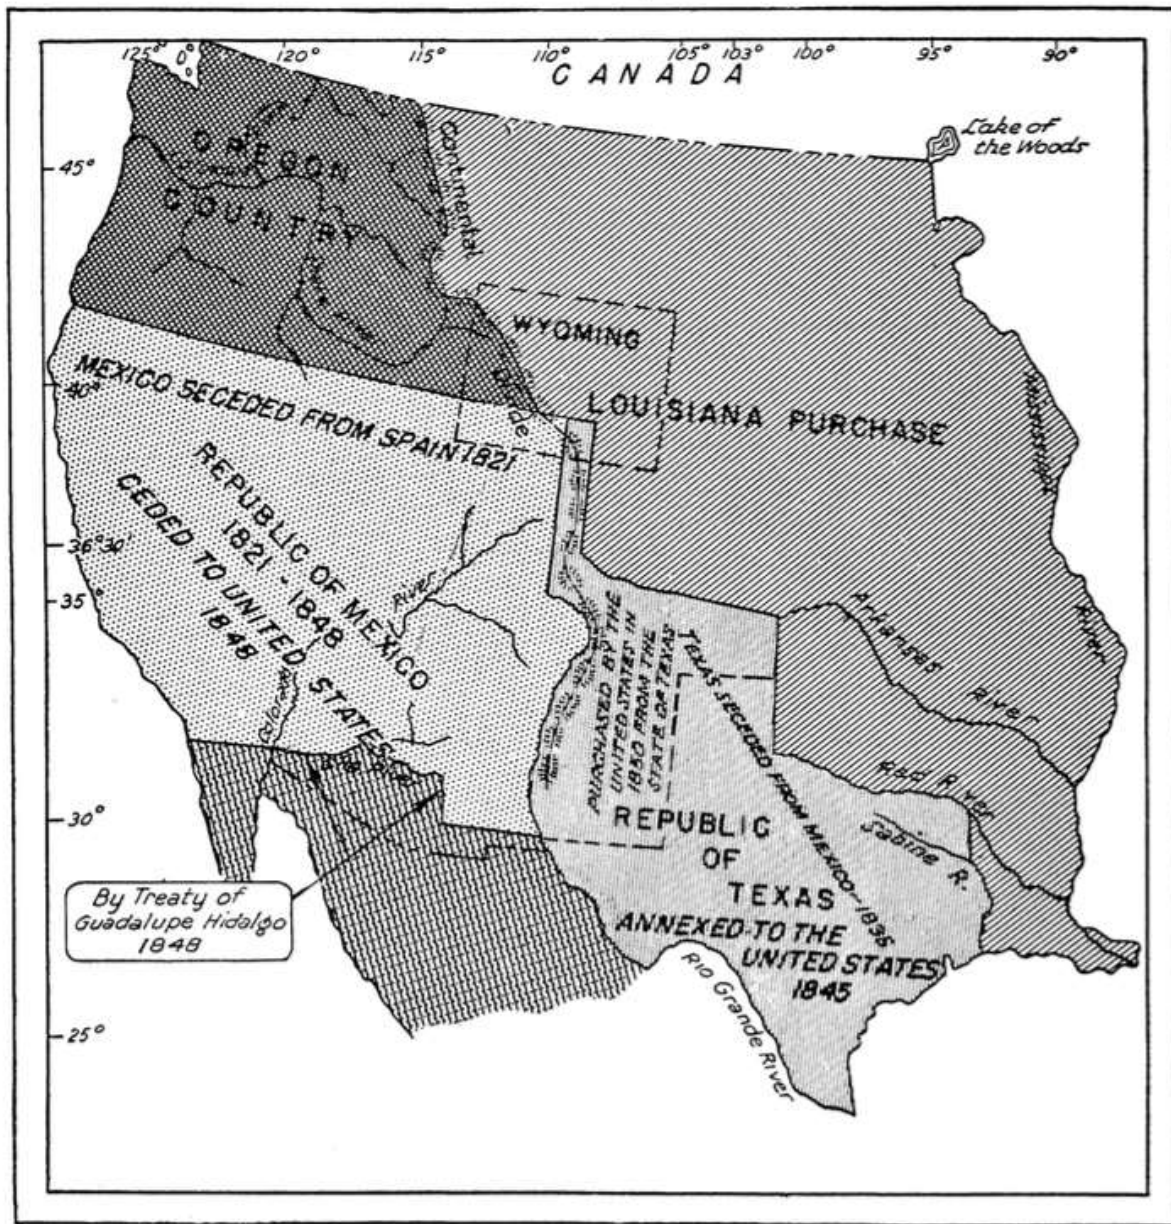 125° 120° 115° 110° 105° 103° 100° 95° 90°
0°
CANADA
Lake of
the Woods
45°
OREGON
COUNTRY
Continental
Divide
WYOMING
LOUISIANA PURCHASE
Mississippi
River
40°
MEXICO SECEDED FROM SPAIN 1821
REPUBLIC OF MEXICO
1821 - 1848
CEDED TO UNITED STATES
1848
36°30'
35°
River
Colorado
PURCHASED BY THE
UNITED STATES IN
1850 FROM THE
STATE OF TEXAS
TEXAS SECEDED FROM MEXICO-1836
Arkansas
River
Red River
Sabine R.
30°
REPUBLIC
OF
TEXAS
ANNEXED TO THE
UNITED STATES
1845
By Treaty of
Guadalupe Hidalgo
1848
Rio Grande River
25°